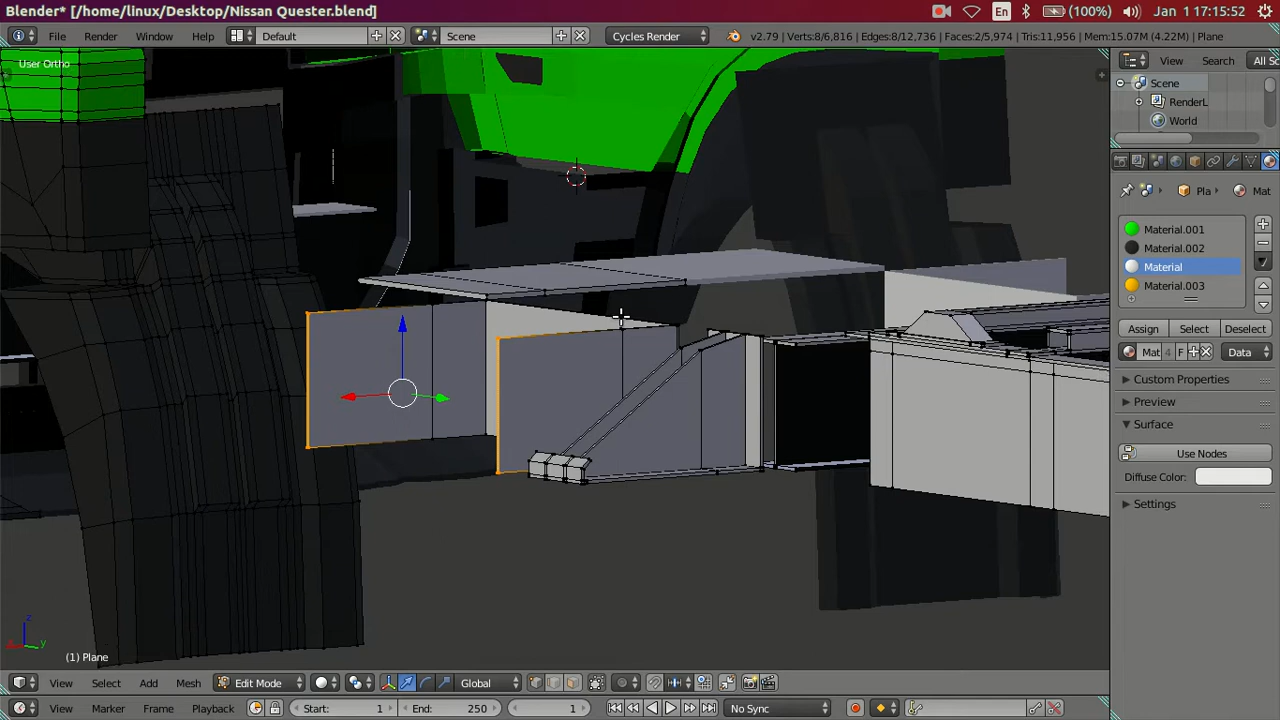 Blender* [/home/linux/Desktop/Nissan Quester.blend] En (100%) Jan 1 17:15:52
File Render Window Help Default Scene Cycles Render v2.79 | Verts:8/6,816 | Edges:8/12,736 | Faces:2/5,974 | Tris:11,956 | Mem:15.07M (4.22M) | Plane
User Ortho
View Search All Sc
Scene
RenderL
World
Pla Mat
Material.001
Material.002
Material
Material.003
Assign Select Deselect
Mat 4 F Data
Custom Properties
Preview
Surface
Use Nodes
Diffuse Color:
Settings
z
x y
(1) Plane
View Select Add Mesh Edit Mode Global
View Marker Frame Playback Start: 1 End: 250 1 No Sync